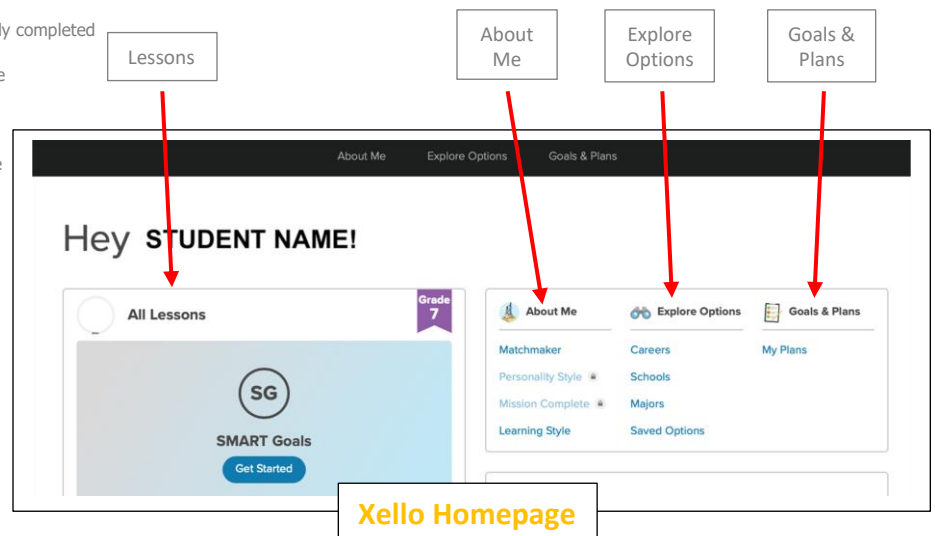 ly completed
e
e
Lessons
About
Me
Explore
Options
Goals &
Plans
About Me Explore Options Goals & Plans
Hey STUDENT NAME!
All Lessons
Grade
7
SG
SMART Goals
Get Started
About Me Explore Options Goals & Plans
Matchmaker Careers My Plans
Personality Style Schools
Mission Complete Majors
Learning Style Saved Options
Xello Homepage